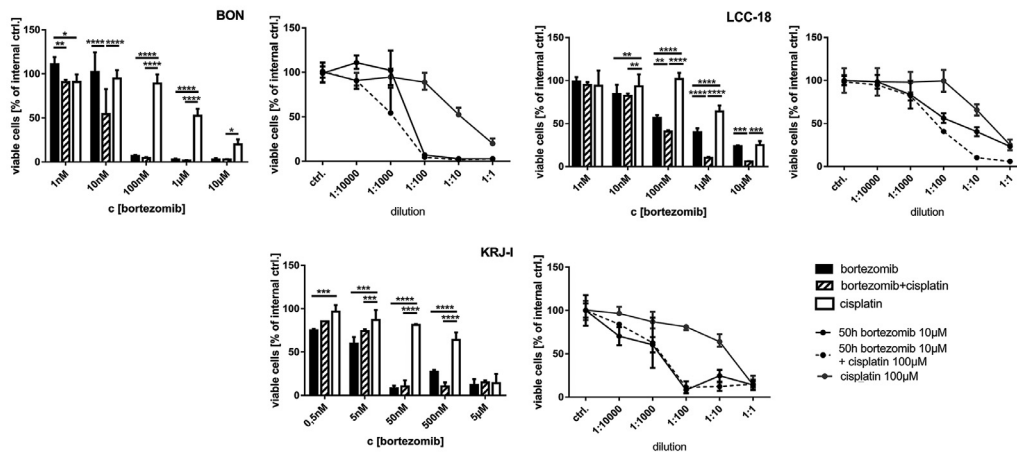 BON
viable cells [% of internal ctrl.]
150
100
50
0
* ** **** **** **** **** **** **** *
1nM 10nM 100nM 1µM 10µM
c [bortezomib]
viable cells [% of internal ctrl.]
150
100
50
0
ctrl. 1:10000 1:1000 1:100 1:10 1:1
dilution
LCC-18
viable cells [% of internal ctrl.]
150
100
50
0
** ** **** ** **** **** **** **** *** ***
1nM 10nM 100nM 1µM 10µM
c [bortezomib]
viable cells [% of internal ctrl.]
150
100
50
0
ctrl. 1:10000 1:1000 1:100 1:10 1:1
dilution
KRJ-I
viable cells [% of internal ctrl.]
150
100
50
0
*** *** *** **** **** **** ****
0,5nM 5nM 50nM 500nM 5µM
c [bortezomib]
viable cells [% of internal ctrl.]
150
100
50
0
ctrl. 1:10000 1:1000 1:100 1:10 1:1
dilution
bortezomib
bortezomib+cisplatin
cisplatin
50h bortezomib 10µM
50h bortezomib 10µM
+ cisplatin 100µM
cisplatin 100µM